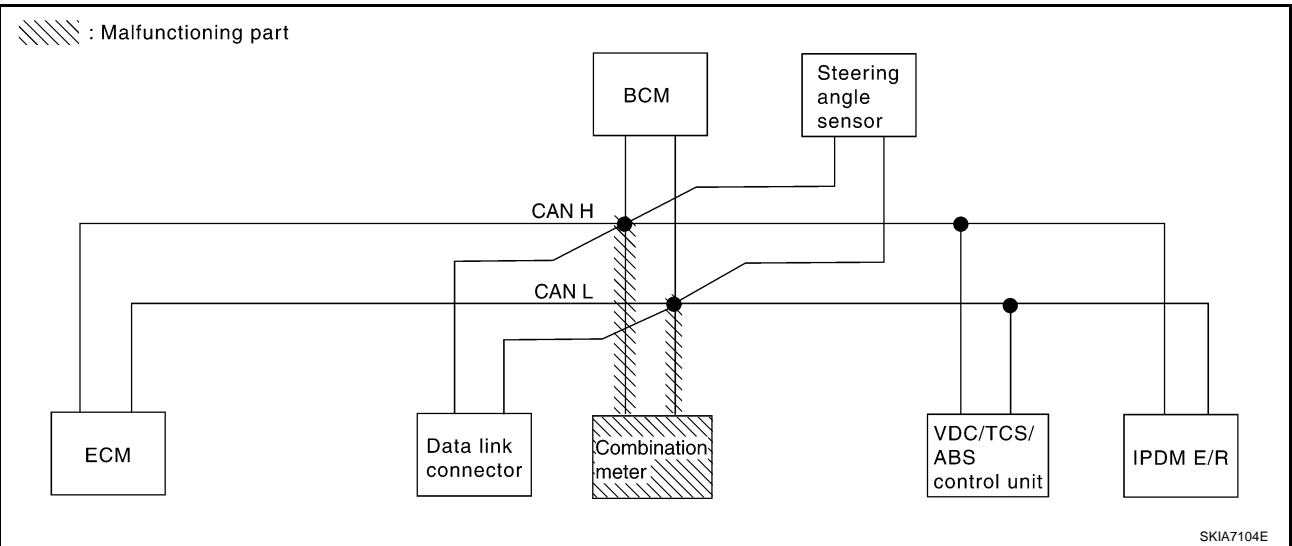 : Malfunctioning part
BCM
Steering
angle
sensor
CAN H
CAN L
ECM
Data link
connector
Combination
meter
VDC/TCS/
ABS
control unit
IPDM E/R
SKIA7104E